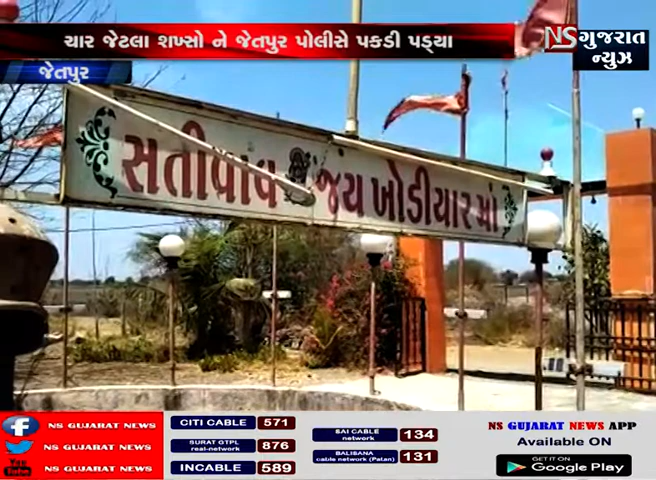 ચાર જેટલા શખ્સો ને જેતપુર પોલીસે પકડી પડ્યા
NS ગુજરાત
ન્યુઝ
જેતપુર
સતીવાવ જય ખોડીયાર માં
NS GUJARAT NEWS
NS GUJARAT NEWS
NS GUJARAT NEWS
CITI CABLE 571
SURAT GTPL
real-network 876
INCABLE 589
SAI CABLE
network 134
BALISANA
cable network (Patan) 131
NS GUJARAT NEWS APP
Available ON
GET IT ON
Google Play